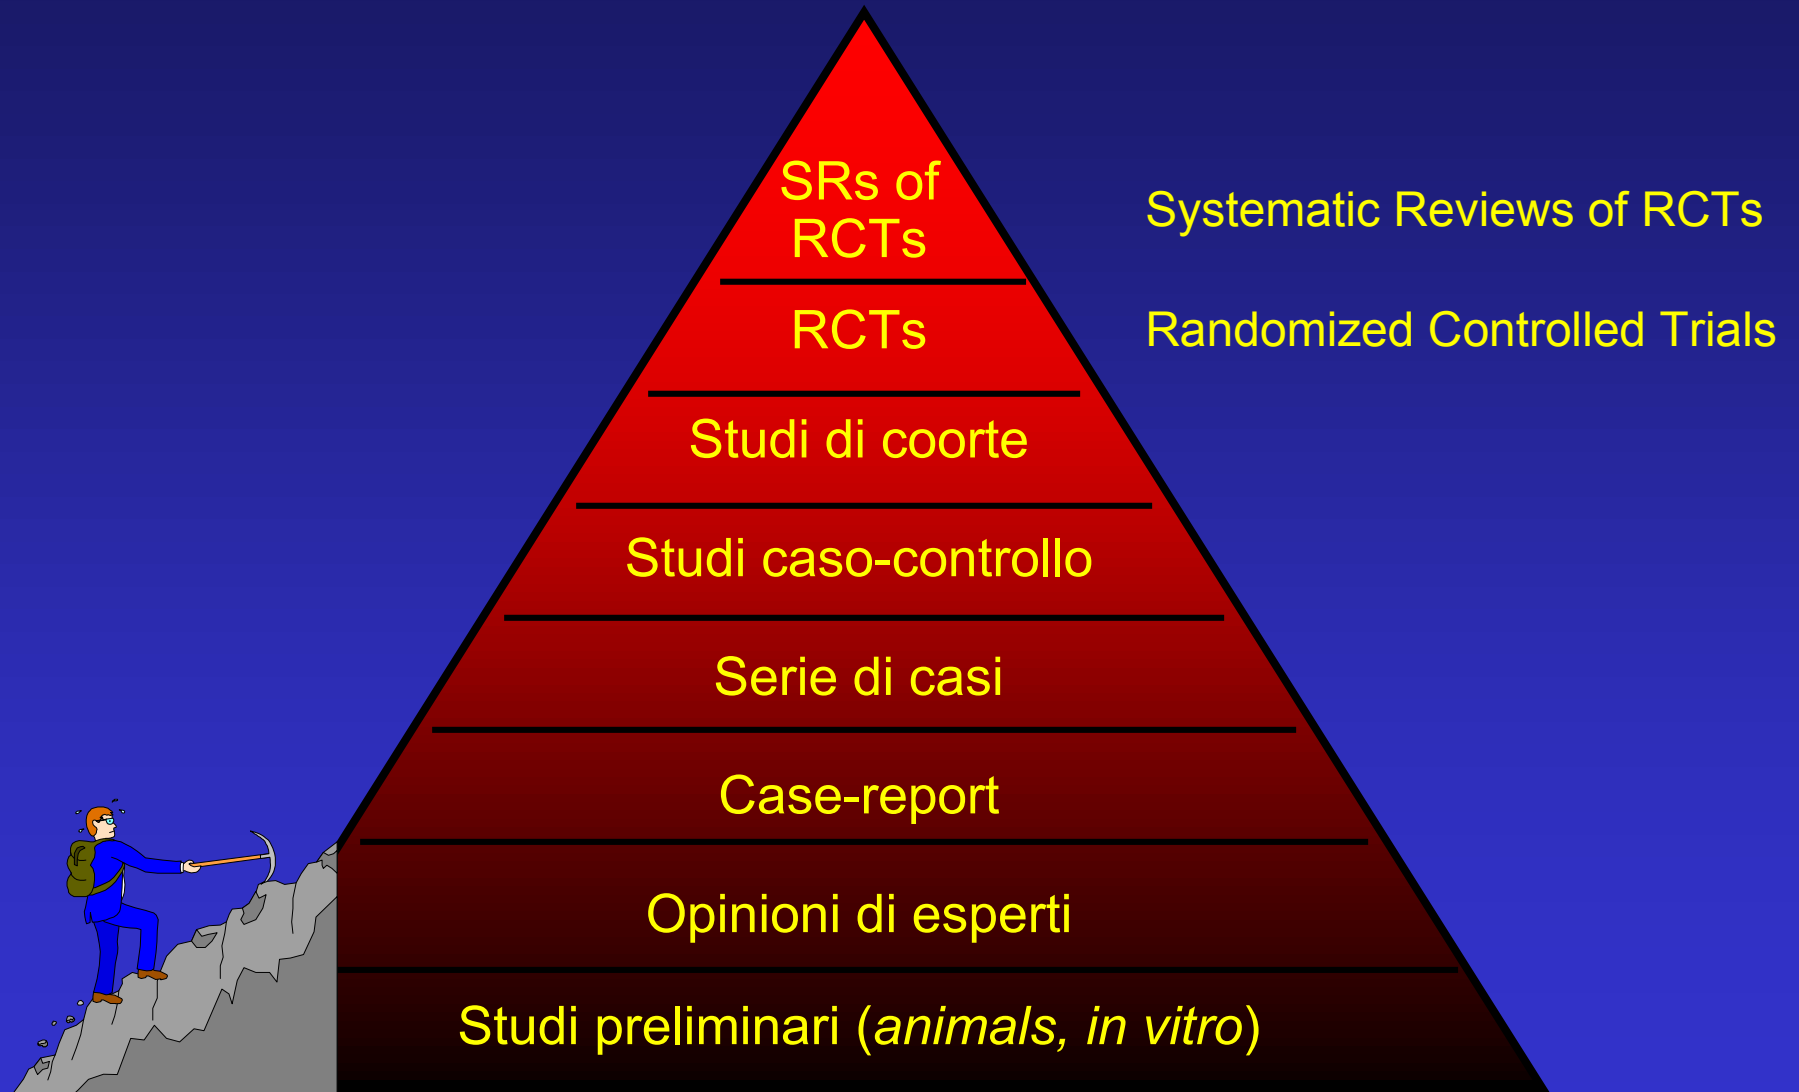 SRs of
RCTs
Systematic Reviews of RCTs
RCTs
Randomized Controlled Trials
Studi di coorte
Studi caso-controllo
Serie di casi
Case-report
Opinioni di esperti
Studi preliminari (animals, in vitro)